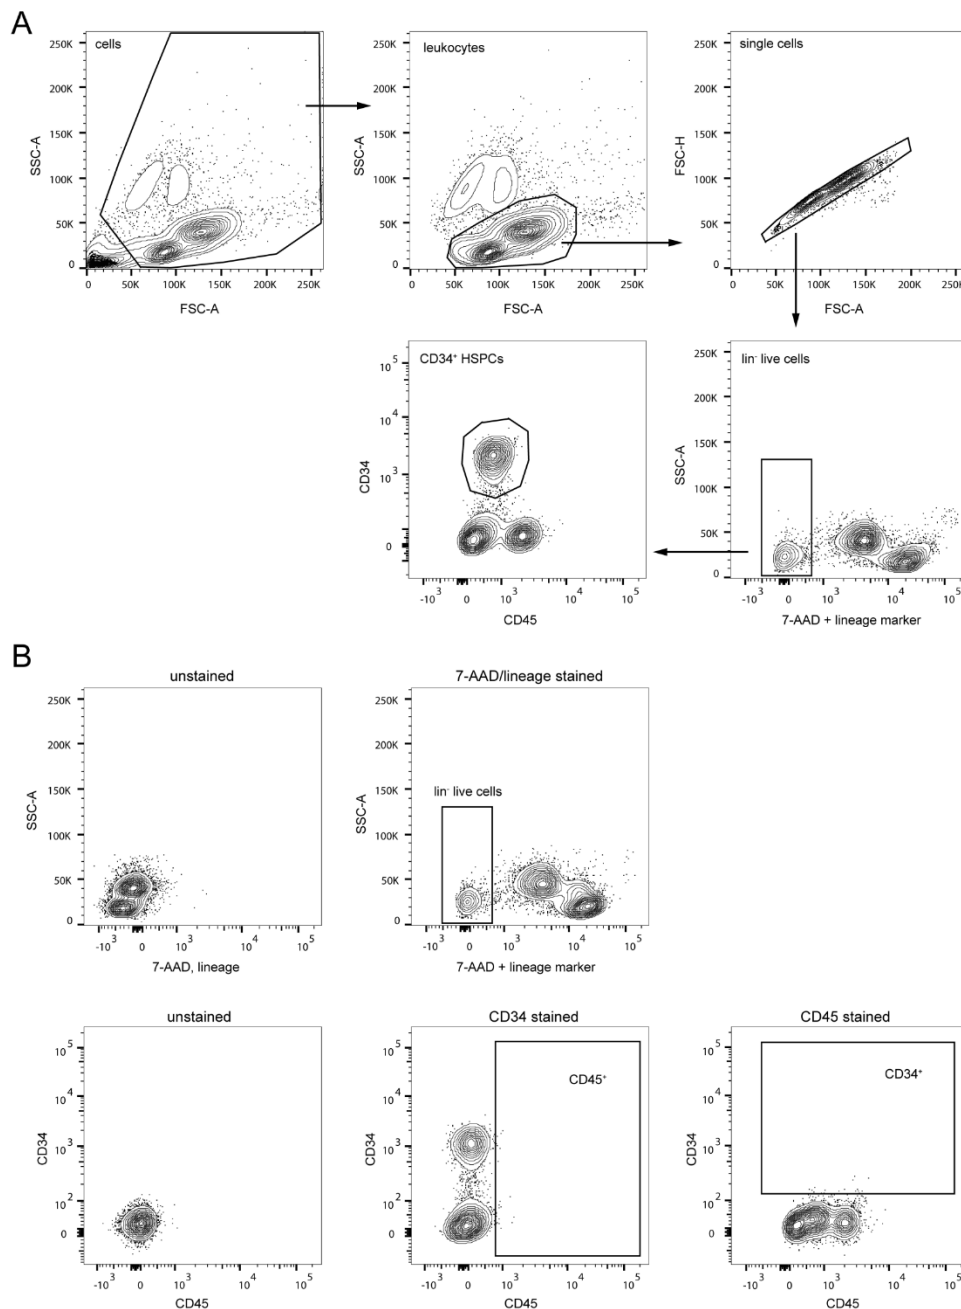 A
cells
250K
200K
150K
100K
50K
0
SSC-A
0 50K 100K 150K 200K 250K
FSC-A
leukocytes
250K
200K
150K
100K
50K
0
SSC-A
0 50K 100K 150K 200K 250K
FSC-A
single cells
250K
200K
150K
100K
50K
0
FSC-H
0 50K 100K 150K 200K 250K
FSC-A
CD34⁺ HSPCs
10⁵
10⁴
10³
0
CD34
-10³ 0 10³ 10⁴ 10⁵
CD45
lin⁻ live cells
250K
200K
150K
100K
50K
0
SSC-A
-10³ 0 10³ 10⁴ 10⁵
7-AAD + lineage marker
B
unstained
250K
200K
150K
100K
50K
0
SSC-A
-10³ 0 10³ 10⁴ 10⁵
7-AAD, lineage
7-AAD/lineage stained
250K
200K
150K
100K
50K
0
SSC-A
lin⁻ live cells
-10³ 0 10³ 10⁴ 10⁵
7-AAD + lineage marker
unstained
10⁵
10⁴
10³
10²
0
CD34
-10³ 0 10³ 10⁴ 10⁵
CD45
CD34 stained
10⁵
10⁴
10³
10²
0
CD34
CD45⁺
-10³ 0 10³ 10⁴ 10⁵
CD45
CD45 stained
10⁵
10⁴
10³
10²
0
CD34
CD34⁺
-10³ 0 10³ 10⁴ 10⁵
CD45